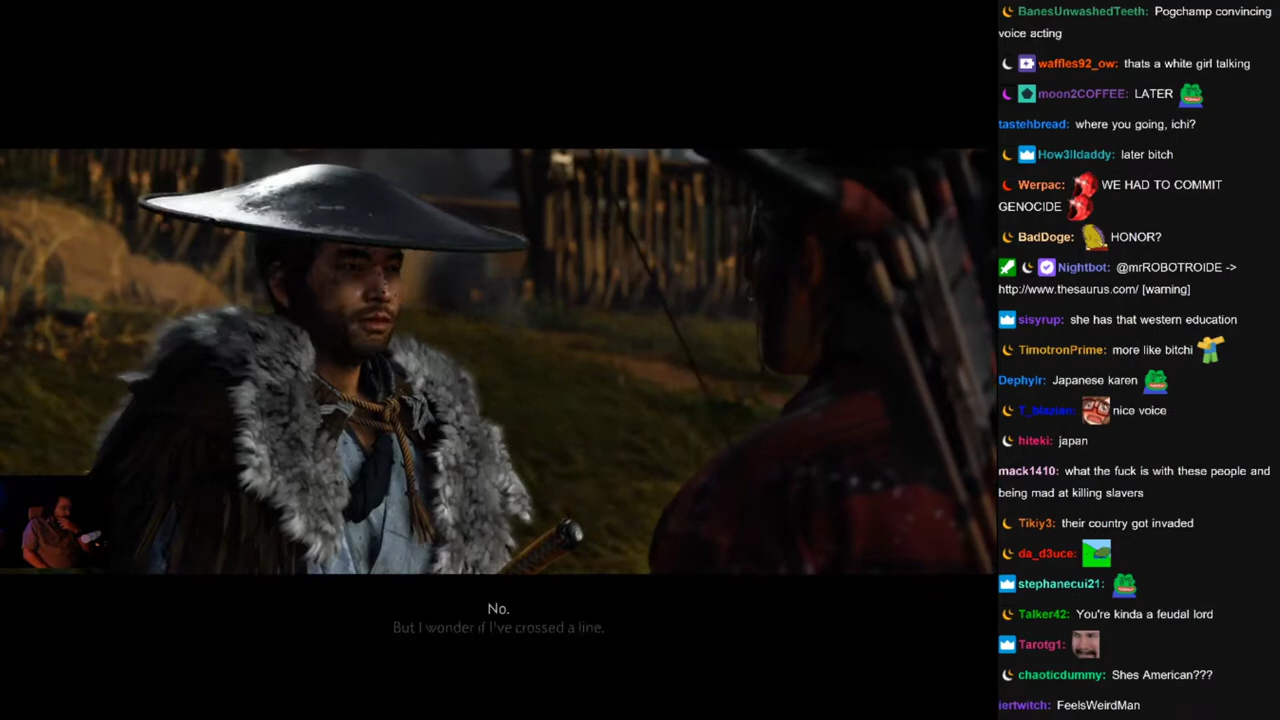 BanesUnwashedTeeth: Pogchamp convincing
voice acting
waffles92_ow: thats a white girl talking
moon2COFFEE: LATER
tastehbread: where you going, ichi?
How3lldaddy: later bitch
Werpac: WE HAD TO COMMIT
GENOCIDE
BadDoge: HONOR?
Nightbot: @mrROBOTROIDE ->
http://www.thesaurus.com/ [warning]
sisyrup: she has that western education
TimotronPrime: more like bitchi
Dephylr: Japanese karen
T_blazian: nice voice
hiteki: japan
mack1410: what the fuck is with these people and
being mad at killing slavers
Tikiy3: their country got invaded
da_d3uce:
stephanecui21:
Talker42: You're kinda a feudal lord
Tarotg1:
chaoticdummy: Shes American???
iertwitch: FeelsWeirdMan
No.
But I wonder if I've crossed a line.